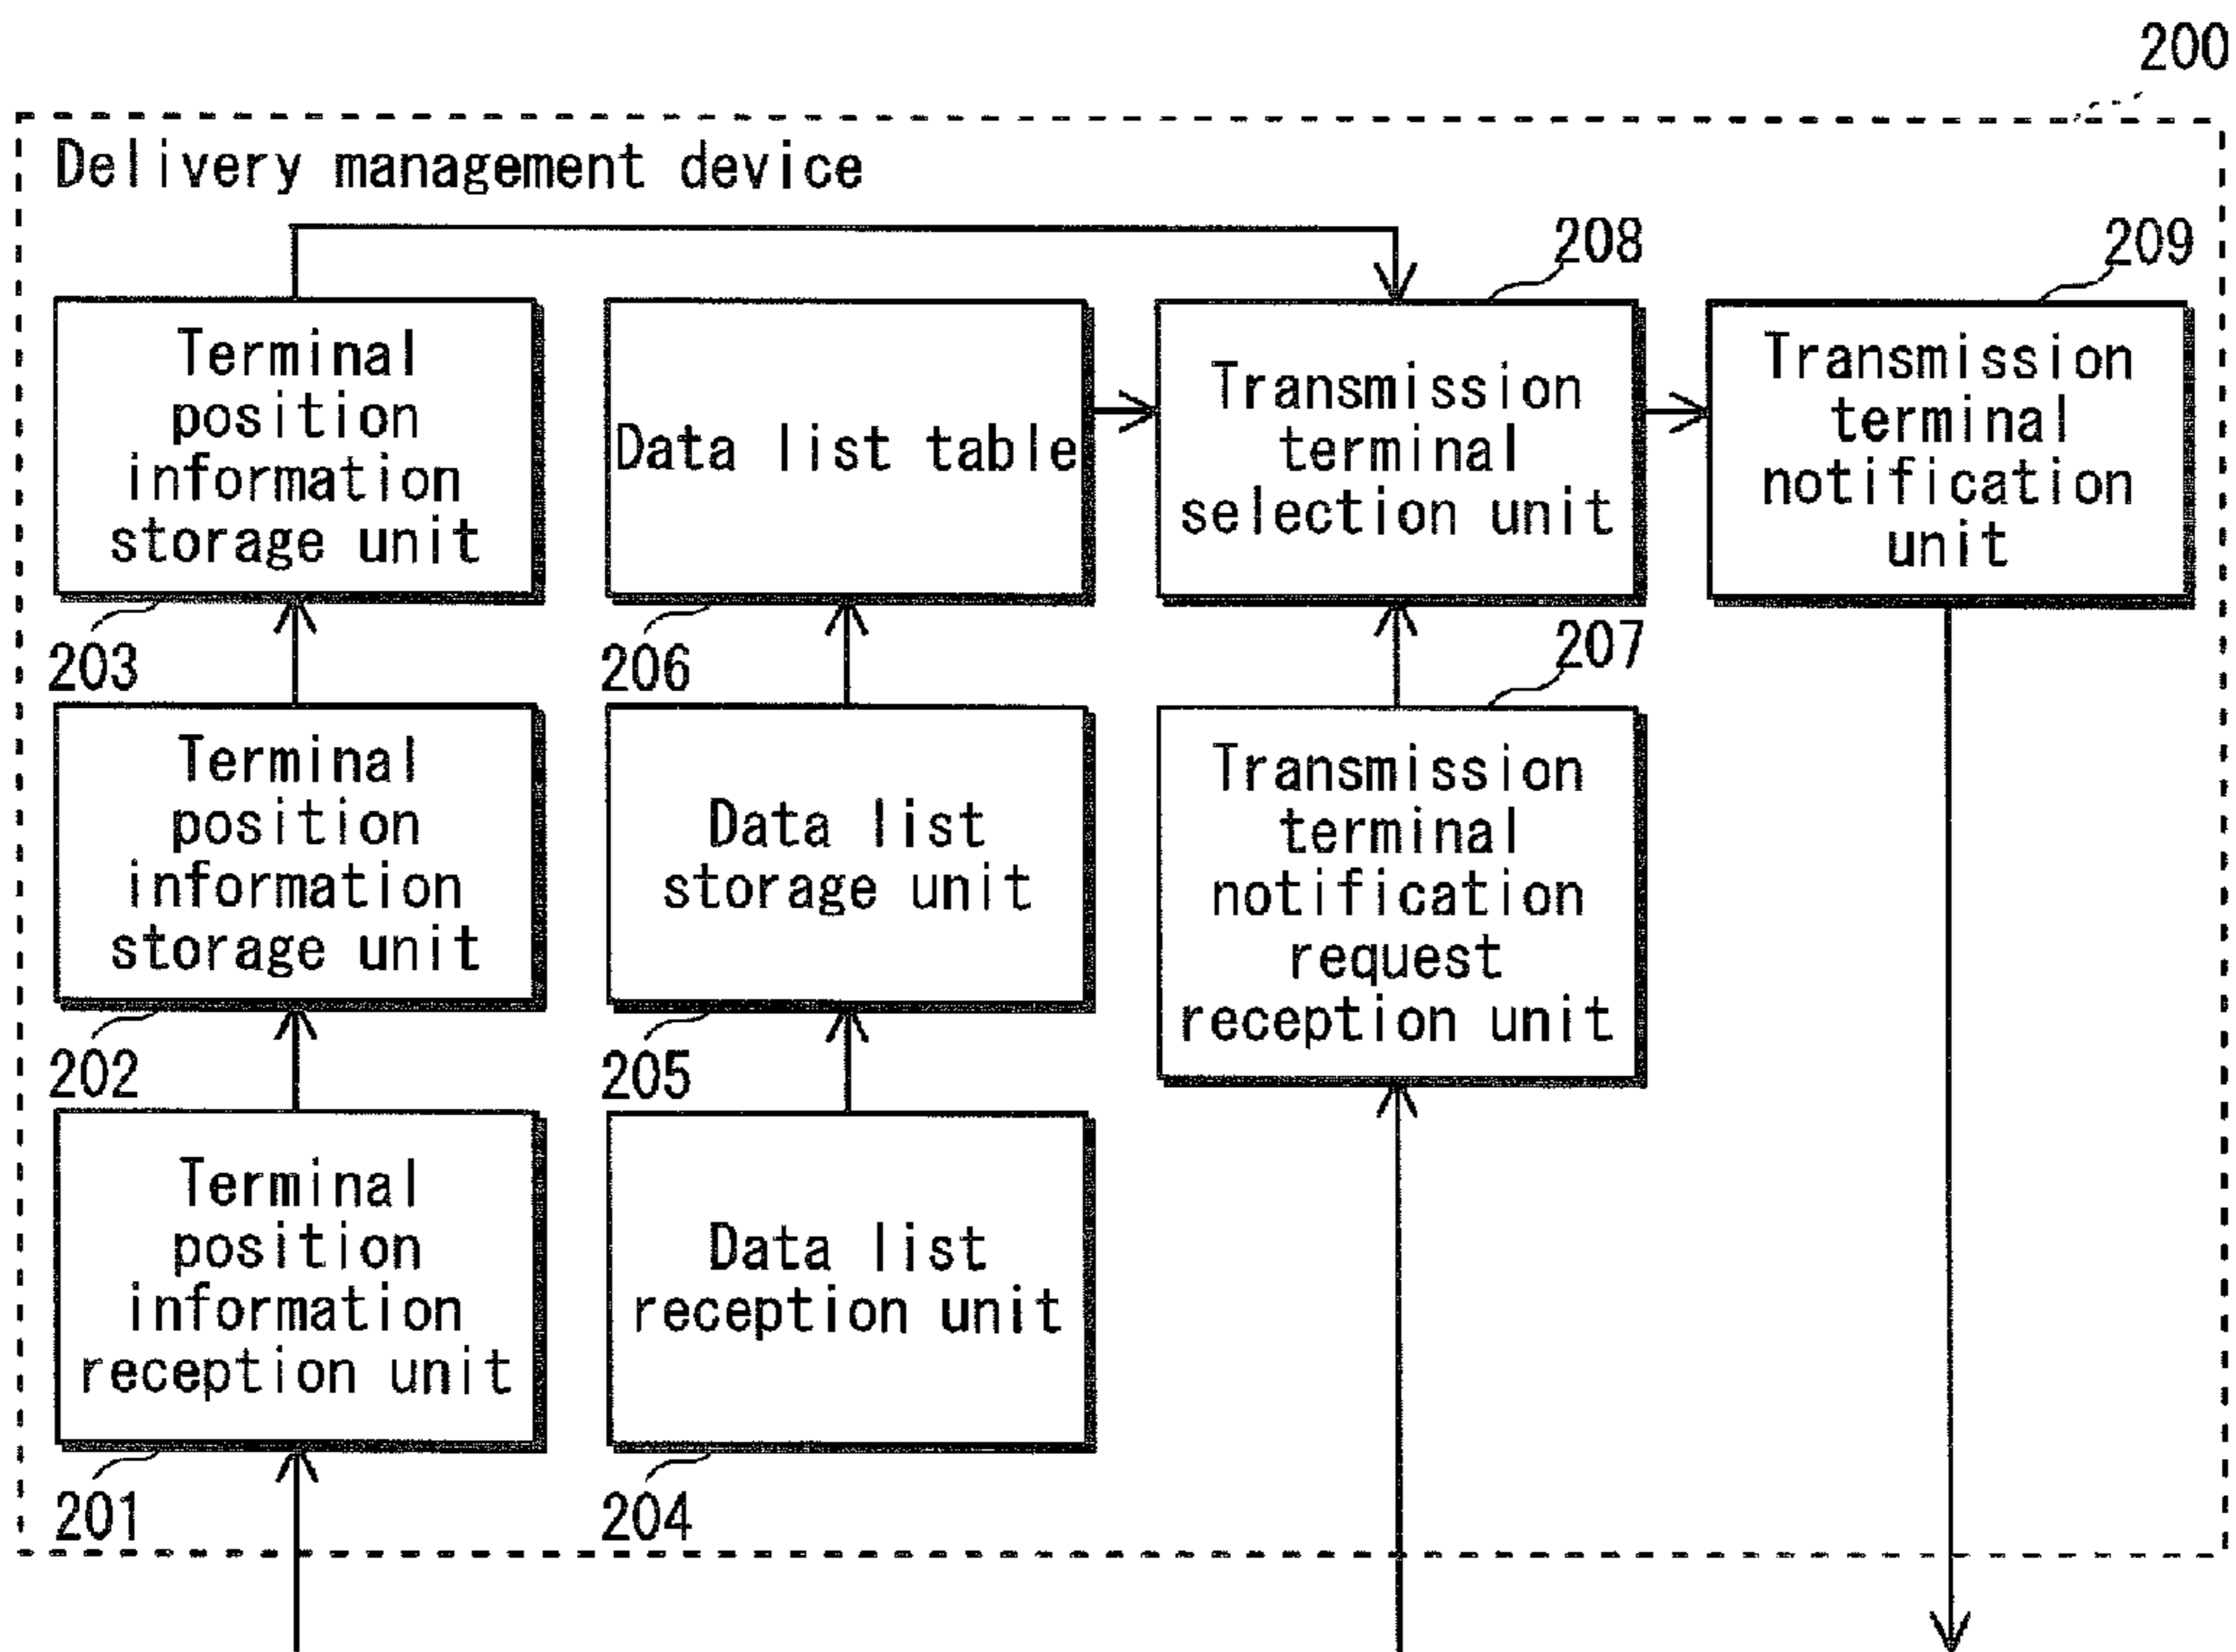 200
Delivery management device
208
209
Terminal
position
information
storage unit
Data list table
Transmission
terminal
selection unit
Transmission
terminal
notification
unit
203
206
207
Terminal
position
information
storage unit
Data list
storage unit
Transmission
terminal
notification
request
reception unit
202
205
Terminal
position
information
reception unit
Data list
reception unit
201
204